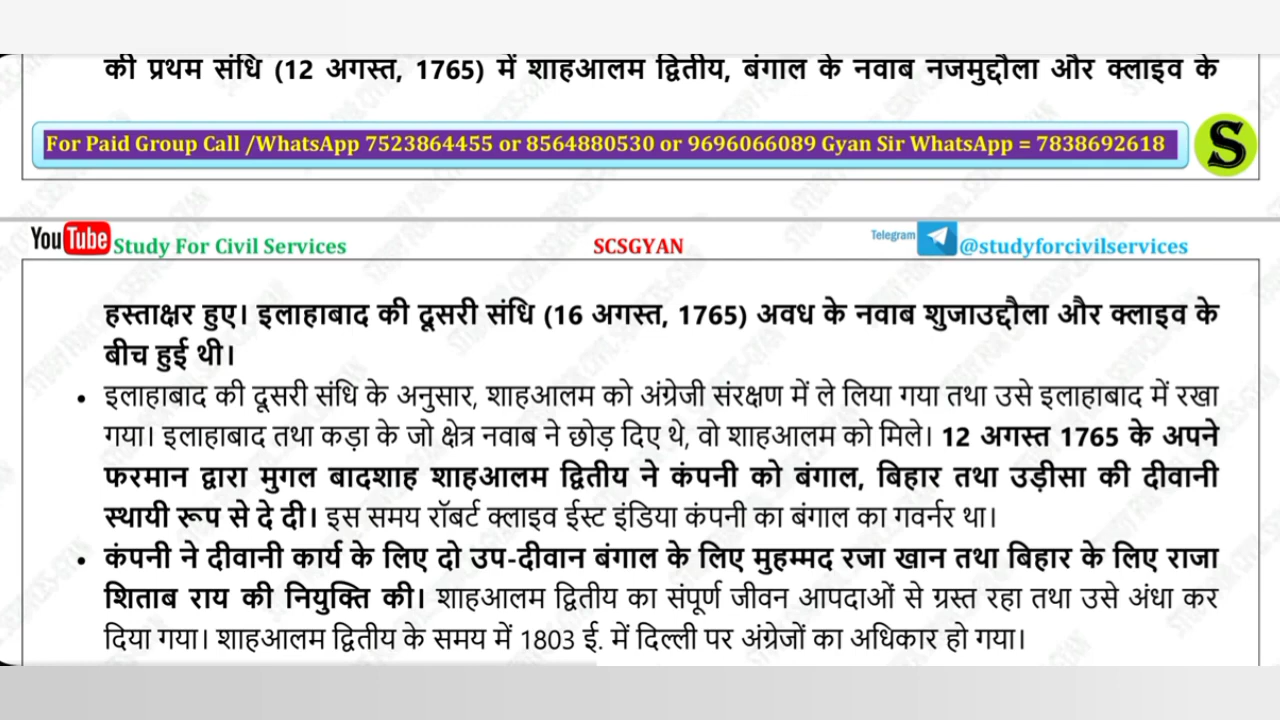 की प्रथम संधि (12 अगस्त, 1765) में शाहआलम द्वितीय, बंगाल के नवाब नजमुद्दौला और क्लाइव के
For Paid Group Call /WhatsApp 7523864455 or 8564880530 or 9696066089 Gyan Sir WhatsApp = 7838692618
S
YouTube Study For Civil Services SCSGYAN Telegram @studyforcivilservices
हस्ताक्षर हुए। इलाहाबाद की दूसरी संधि (16 अगस्त, 1765) अवध के नवाब शुजाउद्दौला और क्लाइव के
बीच हुई थी।
• इलाहाबाद की दूसरी संधि के अनुसार, शाहआलम को अंग्रेजी संरक्षण में ले लिया गया तथा उसे इलाहाबाद में रखा
गया। इलाहाबाद तथा कड़ा के जो क्षेत्र नवाब ने छोड़ दिए थे, वो शाहआलम को मिले। 12 अगस्त 1765 के अपने
फरमान द्वारा मुगल बादशाह शाहआलम द्वितीय ने कंपनी को बंगाल, बिहार तथा उड़ीसा की दीवानी
स्थायी रूप से दे दी। इस समय रॉबर्ट क्लाइव ईस्ट इंडिया कंपनी का बंगाल का गवर्नर था।
• कंपनी ने दीवानी कार्य के लिए दो उप-दीवान बंगाल के लिए मुहम्मद रजा खान तथा बिहार के लिए राजा
शिताब राय की नियुक्ति की। शाहआलम द्वितीय का संपूर्ण जीवन आपदाओं से ग्रस्त रहा तथा उसे अंधा कर
दिया गया। शाहआलम द्वितीय के समय में 1803 ई. में दिल्ली पर अंग्रेजों का अधिकार हो गया।